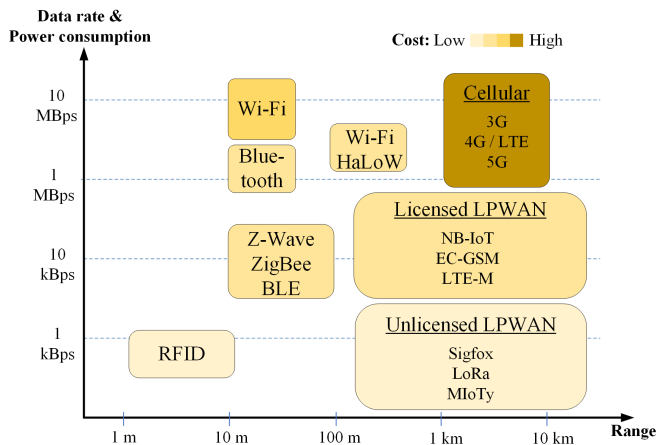 Data rate &
Power consumption
Cost: Low High
10
MBps
Wi-Fi
Cellular
3G
4G / LTE
5G
Wi-Fi
HaLoW
Blue-
tooth
1
MBps
Licensed LPWAN
NB-IoT
EC-GSM
LTE-M
Z-Wave
ZigBee
BLE
10
kBps
Unlicensed LPWAN
Sigfox
LoRa
MIoTy
1
kBps
RFID
1 m 10 m 100 m 1 km 10 km Range